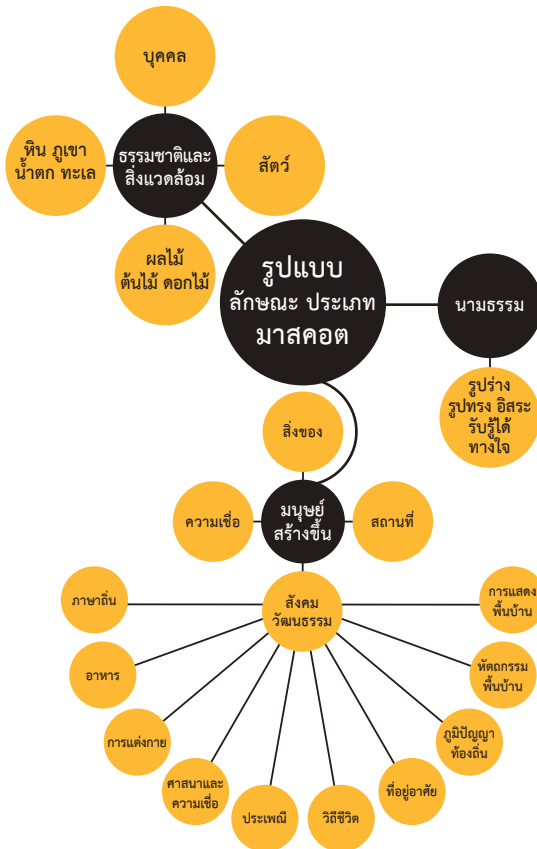 บุคคล
หิน ภูเขา
น้ำตก ทะเล
ธรรมชาติและ
สิ่งแวดล้อม
สัตว์
ผลไม้
ต้นไม้ ดอกไม้
รูปแบบ
ลักษณะ ประเภท
มาสคอต
นามธรรม
รูปร่าง
รูปทรง อิสระ
รับรู้ได้
ทางใจ
สิ่งของ
ความเชื่อ
มนุษย์
สร้างขึ้น
สถานที่
สังคม
วัฒนธรรม
ภาษาถิ่น
อาหาร
การแต่งกาย
ศาสนาและ
ความเชื่อ
ประเพณี
วิถีชีวิต
ที่อยู่อาศัย
ภูมิปัญญา
ท้องถิ่น
หัตถกรรม
พื้นบ้าน
การแสดง
พื้นบ้าน